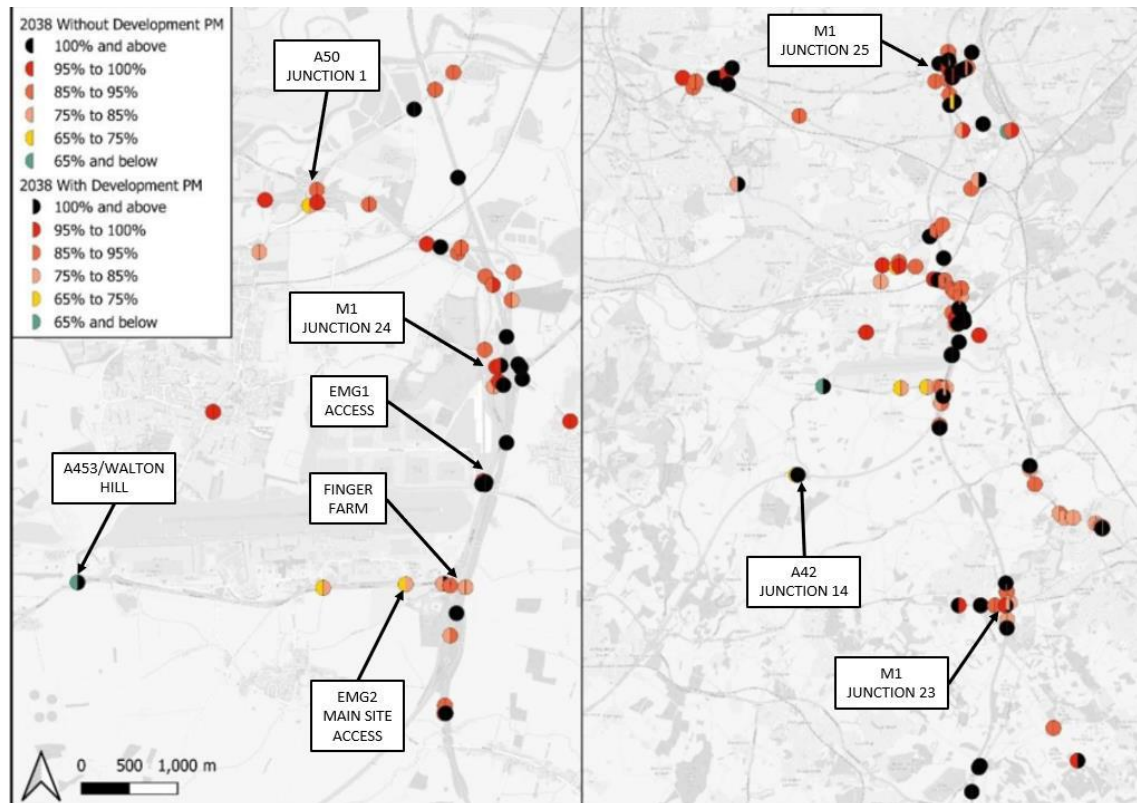 2038 Without Development PM
100% and above
95% to 100%
85% to 95%
75% to 85%
65% to 75%
65% and below
2038 With Development PM
100% and above
95% to 100%
85% to 95%
75% to 85%
65% to 75%
65% and below
A50
JUNCTION 1
M1
JUNCTION 24
EMG1
ACCESS
A453/WALTON
HILL
FINGER
FARM
EMG2
MAIN SITE
ACCESS
0 500 1,000 m
M1
JUNCTION 25
A42
JUNCTION 14
M1
JUNCTION 23